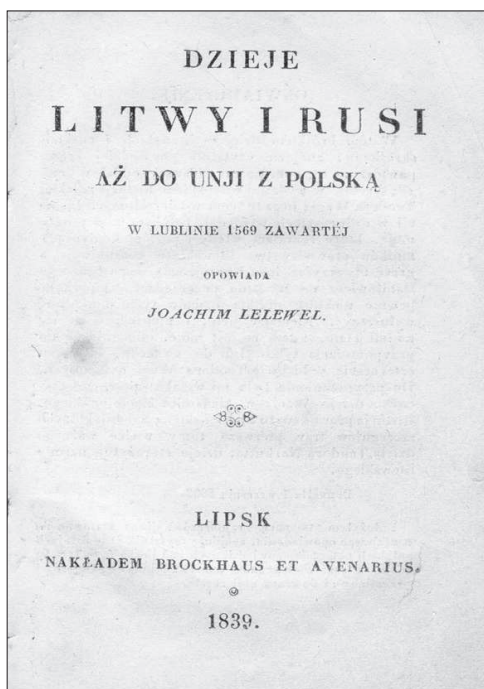 DZIEJE
LITWY I RUSI
AŻ DO UNJI Z POLSKĄ
W LUBLINIE 1569 ZAWARTÉJ
OPOWIADA
JOACHIM LELEWEL.
LIPSK
NAKŁADEM BROCKHAUS ET AVENARIUS.
1839.